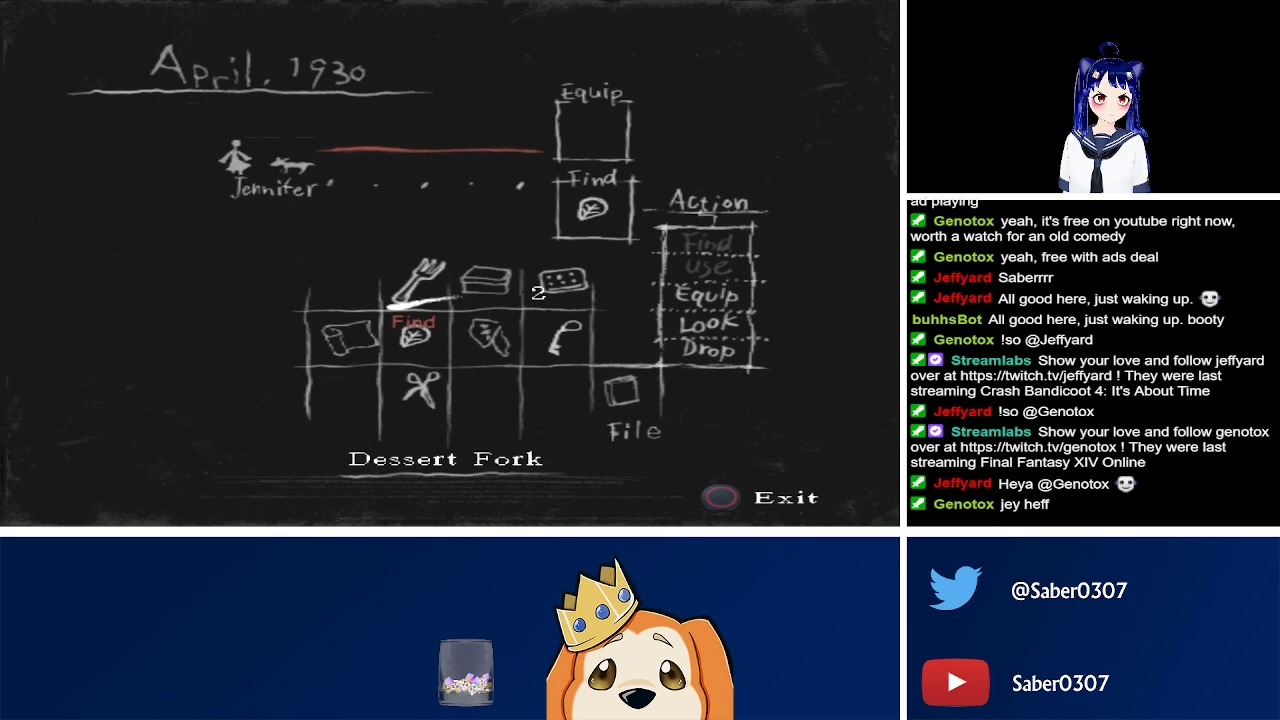 April. 1930
Equip
Jennifer
Find
Action
Find
Use
Equip
Look
Drop
2
Find
File
Dessert Fork
Exit
ad playing
Genotox yeah, it's free on youtube right now,
worth a watch for an old comedy
Genotox yeah, free with ads deal
Jeffyard Saberrrr
Jeffyard All good here, just waking up.
buhhsBot All good here, just waking up. booty
Genotox !so @Jeffyard
Streamlabs Show your love and follow jeffyard
over at https://twitch.tv/jeffyard ! They were last
streaming Crash Bandicoot 4: It's About Time
Jeffyard !so @Genotox
Streamlabs Show your love and follow genotox
over at https://twitch.tv/genotox ! They were last
streaming Final Fantasy XIV Online
Jeffyard Heya @Genotox
Genotox jey heff
@Saber0307
Saber0307